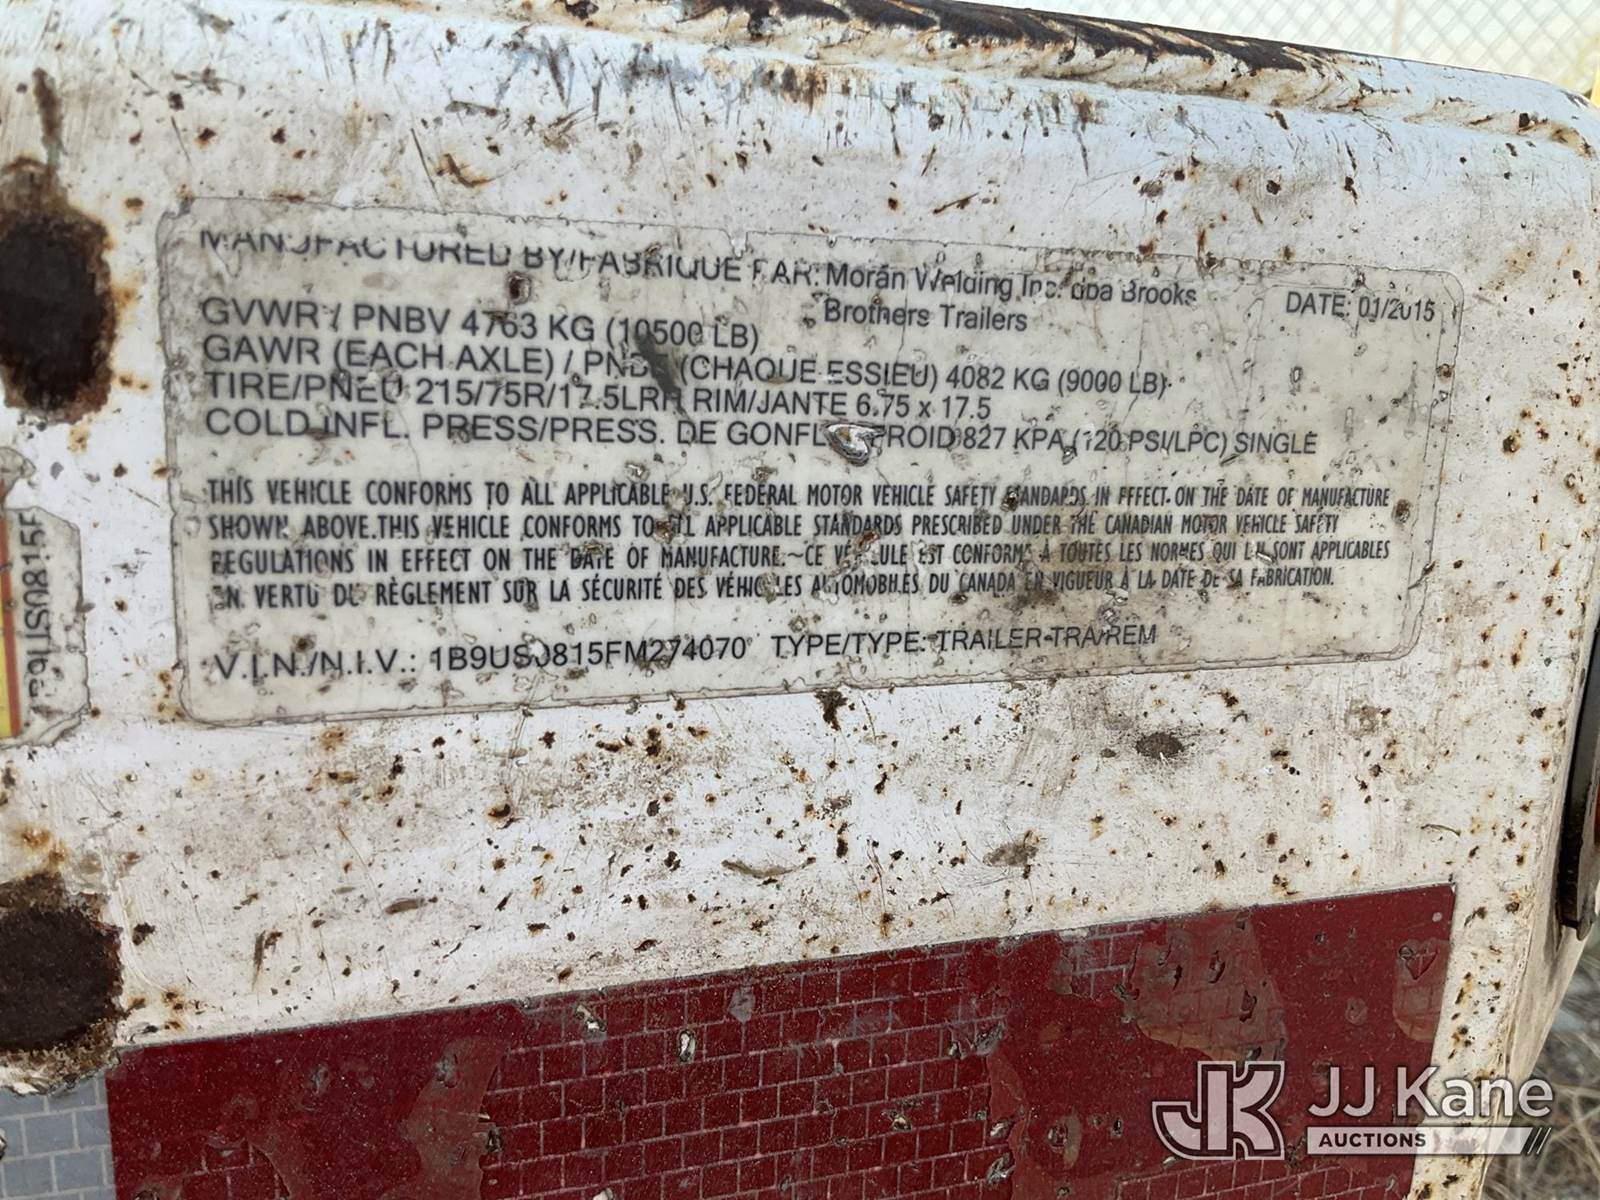 MANUFACTURED BY/FABRIQUE PAR: Moran Welding Inc. dba Brooks
Brothers Trailers
DATE: 01/2015
GVWR / PNBV 4763 KG (10500 LB)
GAWR (EACH AXLE) / PNBE (CHAQUE ESSIEU) 4082 KG (9000 LB)
TIRE/PNEU 215/75R/17.5LRH RIM/JANTE 6.75 x 17.5
COLD INFL. PRESS/PRESS. DE GONFL. FROID 827 KPA (120 PSI/LPC) SINGLE
THIS VEHICLE CONFORMS TO ALL APPLICABLE U.S. FEDERAL MOTOR VEHICLE SAFETY STANDARDS IN EFFECT ON THE DATE OF MANUFACTURE
SHOWN ABOVE. THIS VEHICLE CONFORMS TO ALL APPLICABLE STANDARDS PRESCRIBED UNDER THE CANADIAN MOTOR VEHICLE SAFETY
REGULATIONS IN EFFECT ON THE DATE OF MANUFACTURE.~CE VÉHICULE EST CONFORME À TOUTES LES NORMES QUI LUI SONT APPLICABLES
EN VERTU DU RÈGLEMENT SUR LA SÉCURITÉ DES VÉHICULES AUTOMOBILES DU CANADA EN VIGUEUR À LA DATE DE SA FABRICATION.
V.I.N./N.I.V.: 1B9US0815FM274070 TYPE/TYPE: TRAILER-TRA/REM
1B9US0815F
JK JJ Kane
AUCTIONS